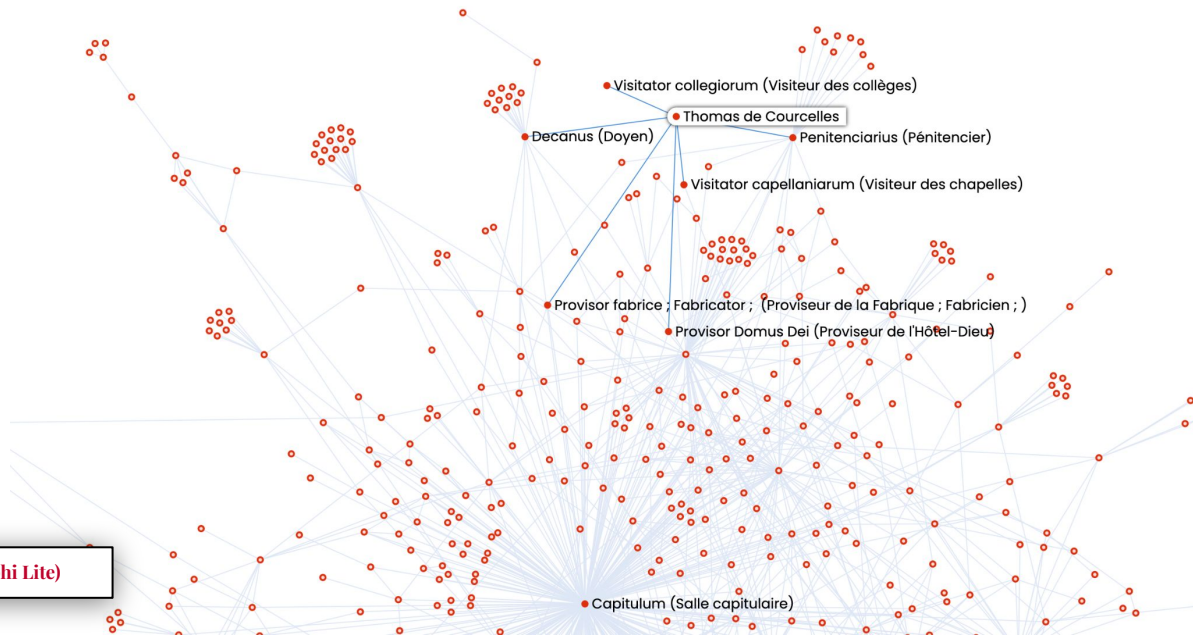 Visitator collegiorum (Visiteur des collèges)
Thomas de Courcelles
Decanus (Doyen)
Penitenciarius (Pénitencier)
Visitator capellaniarum (Visiteur des chapelles)
Provisor fabrice ; Fabricator ; (Proviseur de la Fabrique ; Fabricien ; )
Provisor Domus Dei (Proviseur de l'Hôtel-Dieu)
hi Lite)
Capitulum (Salle capitulaire)